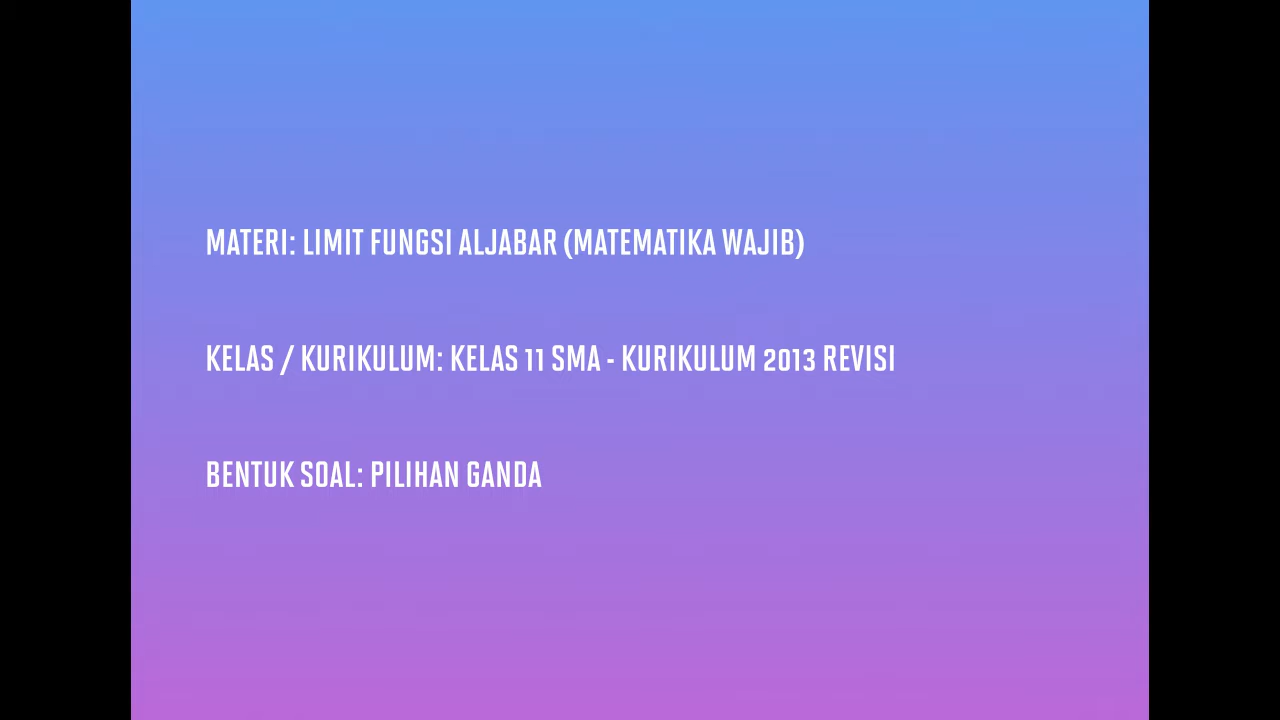 MATERI: LIMIT FUNGSI ALJABAR (MATEMATIKA WAJIB)
KELAS / KURIKULUM: KELAS 11 SMA - KURIKULUM 2013 REVISI
BENTUK SOAL: PILIHAN GANDA